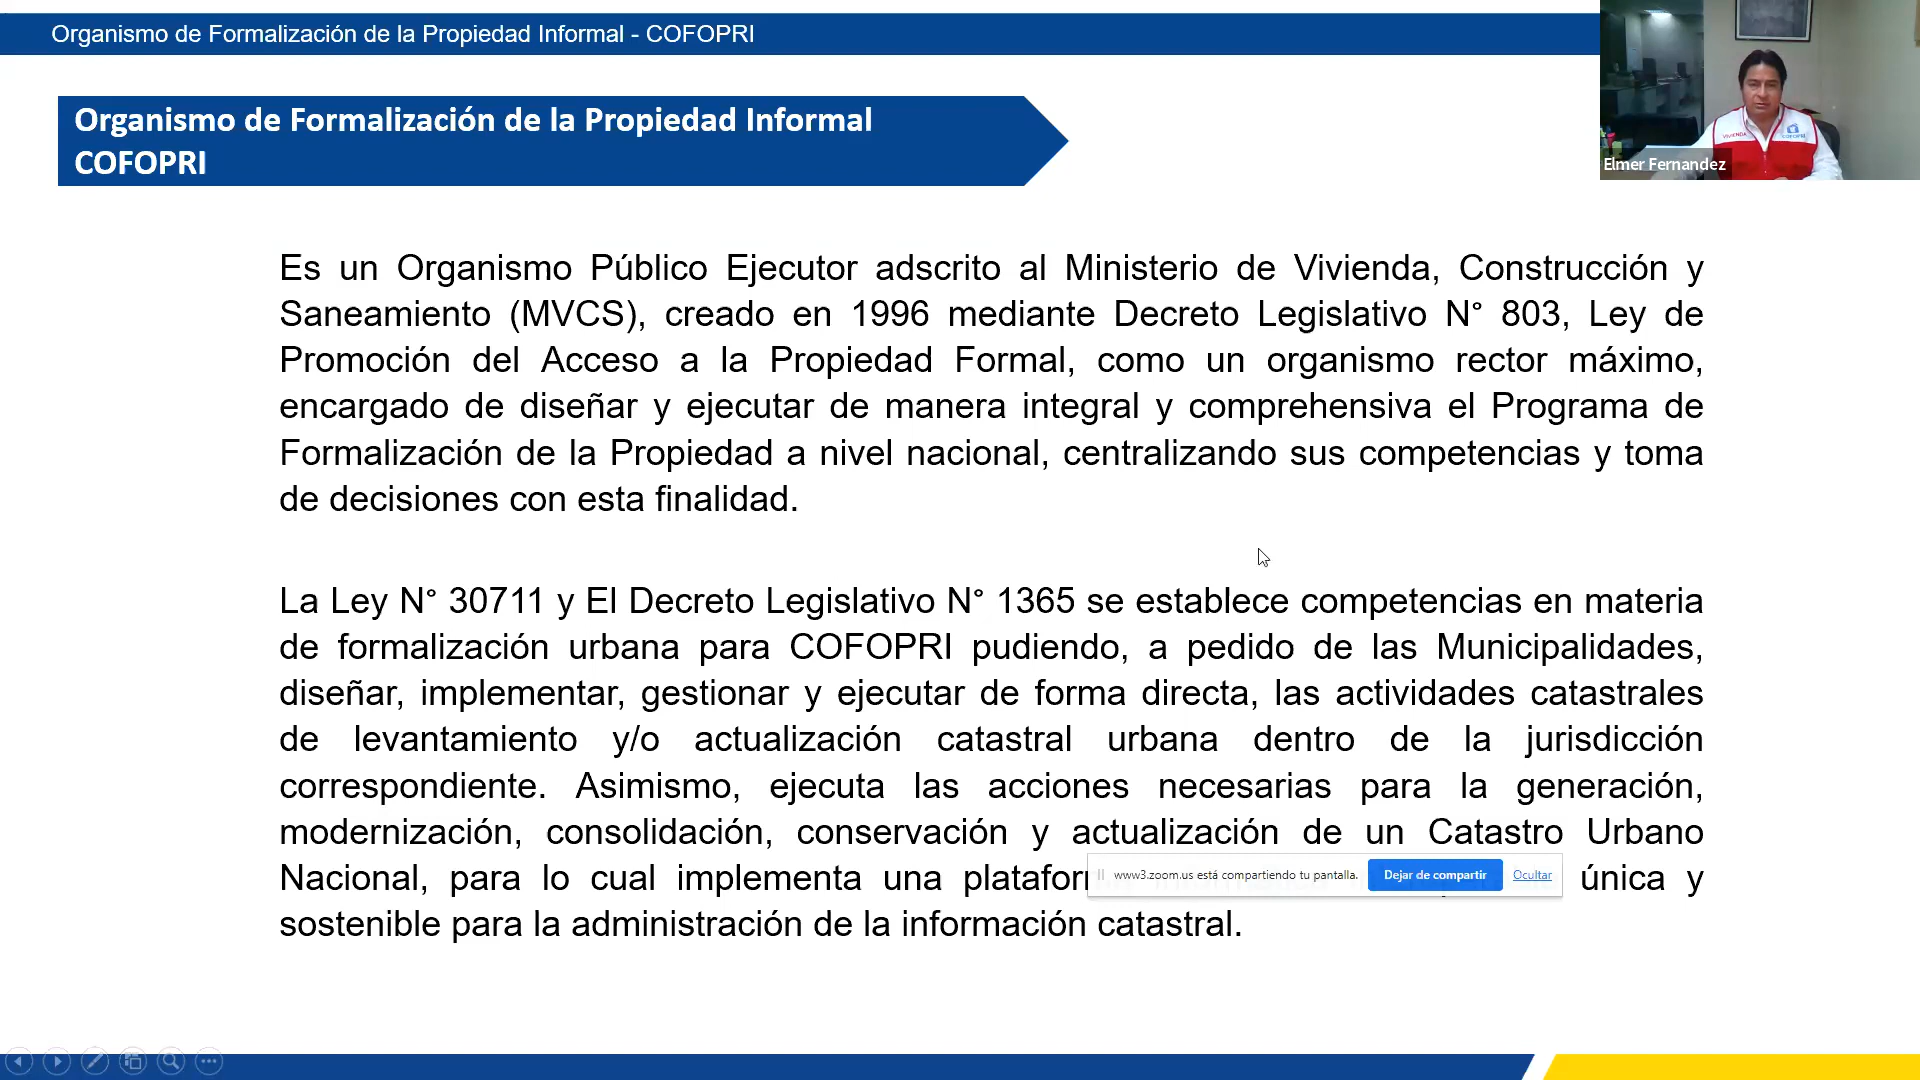 Organismo de Formalización de la Propiedad Informal - COFOPRI
Organismo de Formalización de la Propiedad Informal
COFOPRI
VIVIENDA
COFOPRI
Elmer Fernandez
Es un Organismo Público Ejecutor adscrito al Ministerio de Vivienda, Construcción y
Saneamiento (MVCS), creado en 1996 mediante Decreto Legislativo N° 803, Ley de
Promoción del Acceso a la Propiedad Formal, como un organismo rector máximo,
encargado de diseñar y ejecutar de manera integral y comprehensiva el Programa de
Formalización de la Propiedad a nivel nacional, centralizando sus competencias y toma
de decisiones con esta finalidad.
La Ley N° 30711 y El Decreto Legislativo N° 1365 se establece competencias en materia
de formalización urbana para COFOPRI pudiendo, a pedido de las Municipalidades,
diseñar, implementar, gestionar y ejecutar de forma directa, las actividades catastrales
de levantamiento y/o actualización catastral urbana dentro de la jurisdicción
correspondiente. Asimismo, ejecuta las acciones necesarias para la generación,
modernización, consolidación, conservación y actualización de un Catastro Urbano
Nacional, para lo cual implementa una única y
www3.zoom.us está compartiendo tu pantalla. Dejar de compartir Ocultar
sostenible para la administración de la información catastral.